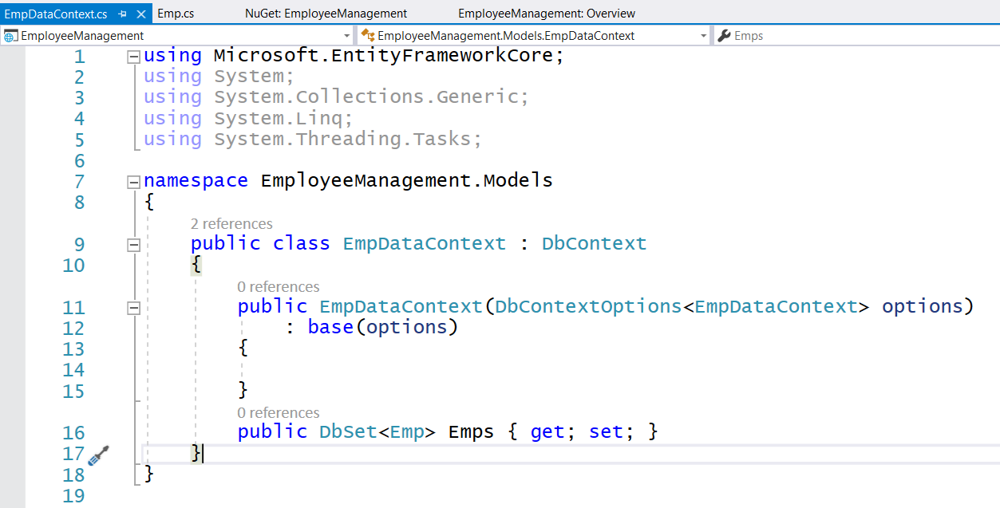 EmpDataContext.cs Emp.cs NuGet: EmployeeManagement EmployeeManagement: Overview
EmployeeManagement EmployeeManagement.Models.EmpDataContext Emps
1 using Microsoft.EntityFrameworkCore;
2 using System;
3 using System.Collections.Generic;
4 using System.Linq;
5 using System.Threading.Tasks;
6
7 namespace EmployeeManagement.Models
8 {
2 references
9 public class EmpDataContext : DbContext
10 {
0 references
11 public EmpDataContext(DbContextOptions<EmpDataContext> options)
12 : base(options)
13 {
14
15 }
0 references
16 public DbSet<Emp> Emps { get; set; }
17 }
18 }
19